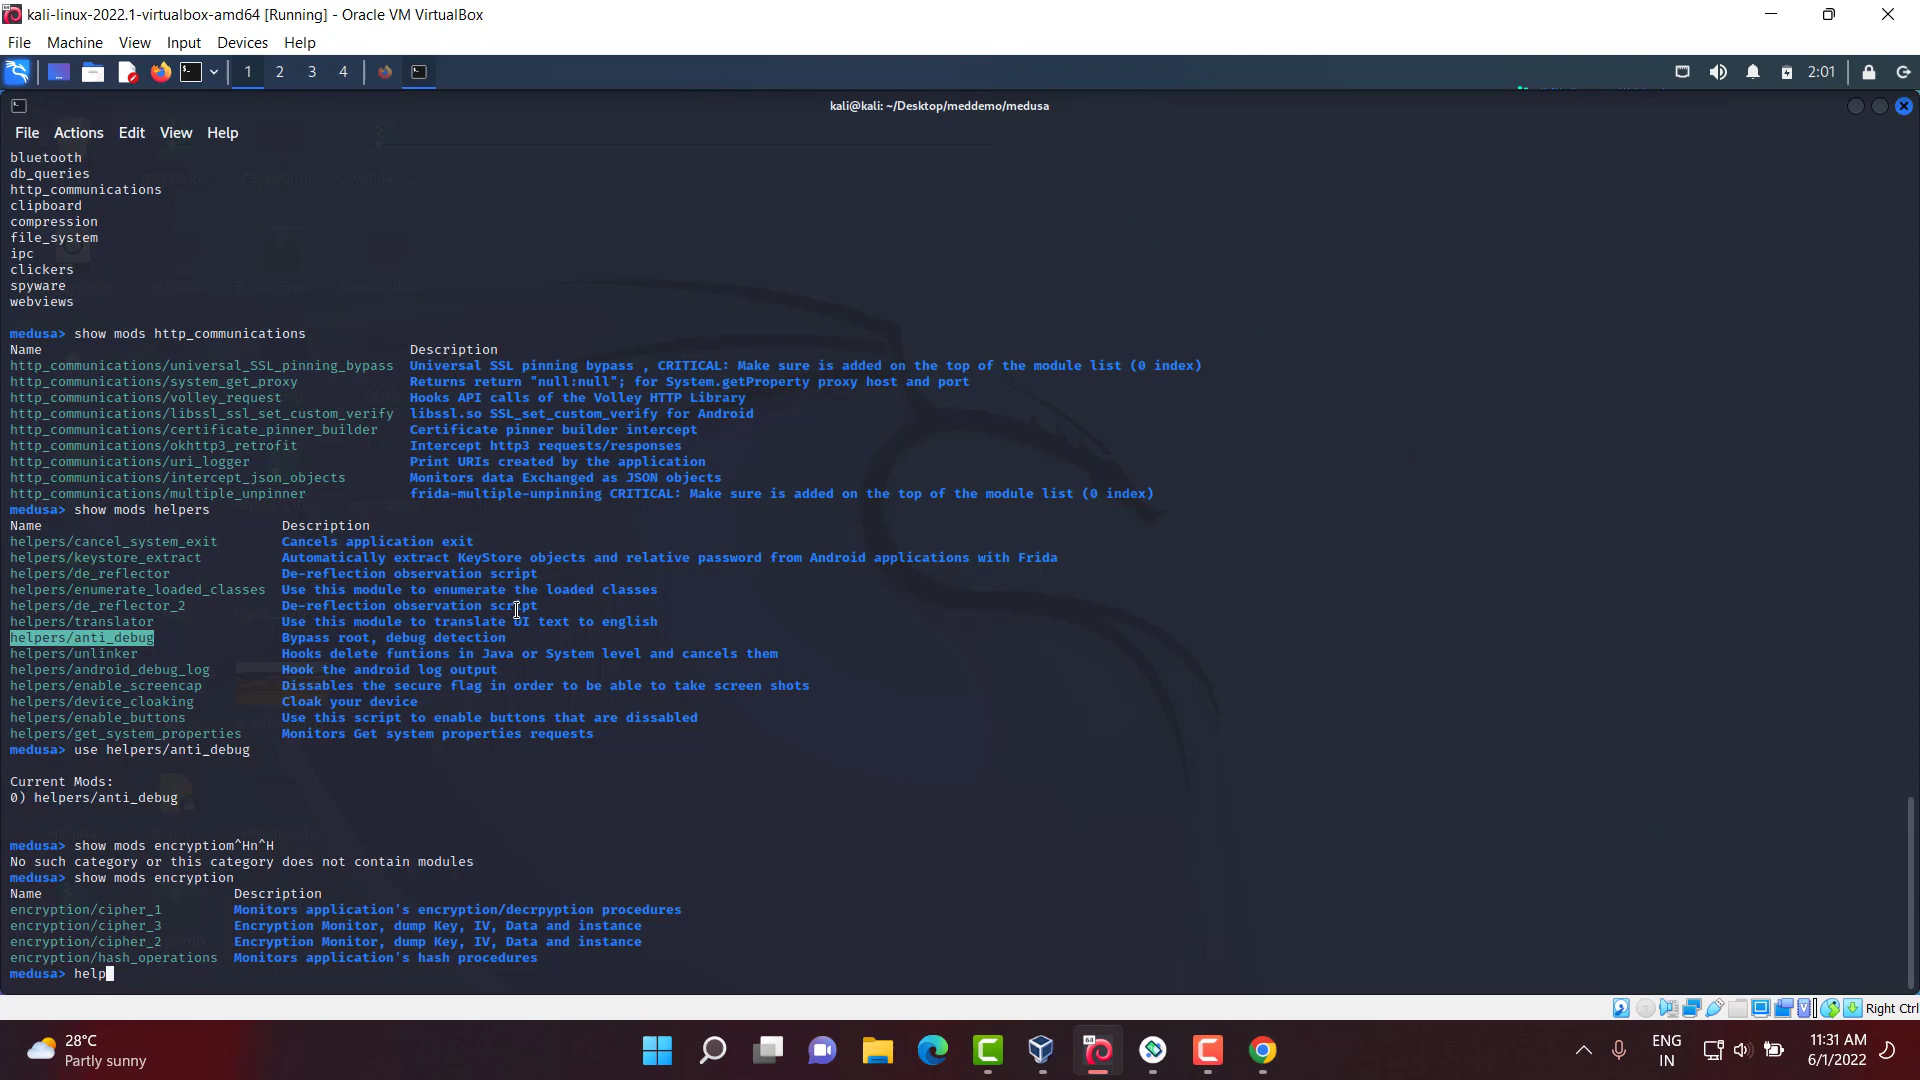 kali-linux-2022.1-virtualbox-amd64 [Running] - Oracle VM VirtualBox
File Machine View Input Devices Help
1 2 3 4 2:01
kali@kali: ~/Desktop/meddemo/medusa
File Actions Edit View Help
bluetooth
db_queries
http_communications
clipboard
compression
file_system
ipc
clickers
spyware
webviews
medusa> show mods http_communications
Name Description
http_communications/universal_SSL_pinning_bypass Universal SSL pinning bypass , CRITICAL: Make sure is added on the top of the module list (0 index)
http_communications/system_get_proxy Returns return "null:null"; for System.getProperty proxy host and port
http_communications/volley_request Hooks API calls of the Volley HTTP Library
http_communications/libssl_ssl_set_custom_verify libssl.so SSL_set_custom_verify for Android
http_communications/certificate_pinner_builder Certificate pinner builder intercept
http_communications/okhttp3_retrofit Intercept http3 requests/responses
http_communications/uri_logger Print URIs created by the application
http_communications/intercept_json_objects Monitors data Exchanged as JSON objects
http_communications/multiple_unpinner frida-multiple-unpinning CRITICAL: Make sure is added on the top of the module list (0 index)
medusa> show mods helpers
Name Description
helpers/cancel_system_exit Cancels application exit
helpers/keystore_extract Automatically extract KeyStore objects and relative password from Android applications with Frida
helpers/de_reflector De-reflection observation script
helpers/enumerate_loaded_classes Use this module to enumerate the loaded classes
helpers/de_reflector_2 De-reflection observation script
helpers/translator Use this module to translate UI text to english
helpers/anti_debug Bypass root, debug detection
helpers/unlinker Hooks delete funtions in Java or System level and cancels them
helpers/android_debug_log Hook the android log output
helpers/enable_screencap Dissables the secure flag in order to be able to take screen shots
helpers/device_cloaking Cloak your device
helpers/enable_buttons Use this script to enable buttons that are dissabled
helpers/get_system_properties Monitors Get system properties requests
medusa> use helpers/anti_debug
Current Mods:
0) helpers/anti_debug
medusa> show mods encryptiom^Hn^H
No such category or this category does not contain modules
medusa> show mods encryption
Name Description
encryption/cipher_1 Monitors application's encryption/decrpyption procedures
encryption/cipher_3 Encryption Monitor, dump Key, IV, Data and instance
encryption/cipher_2 Encryption Monitor, dump Key, IV, Data and instance
encryption/hash_operations Monitors application's hash procedures
medusa> help
Right Ctrl
28°C
Partly sunny
ENG
IN
11:31 AM
6/1/2022